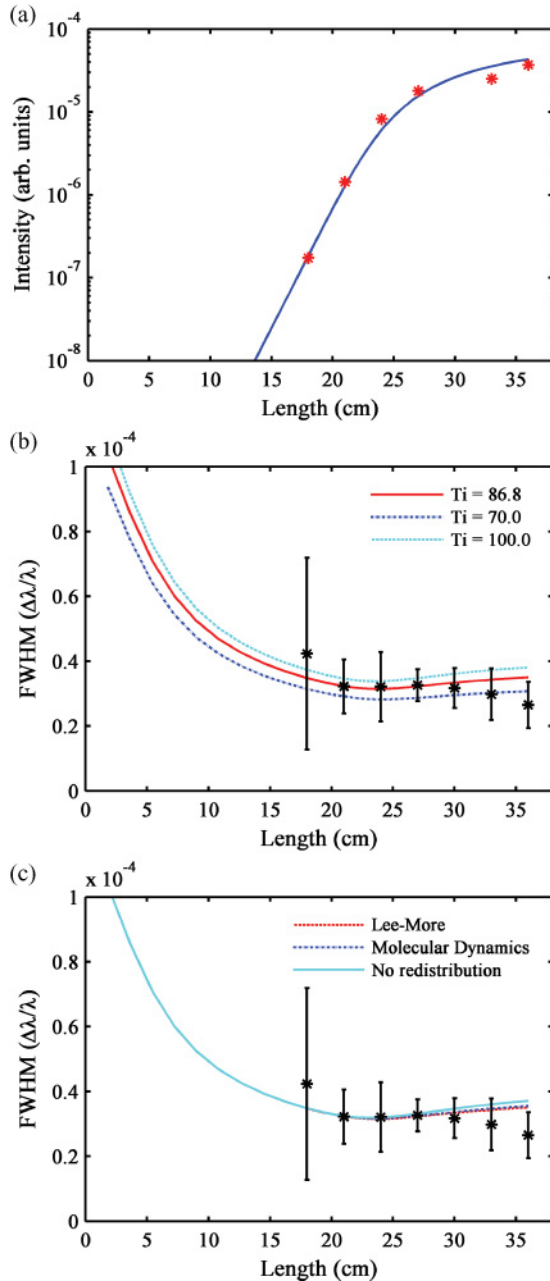 (a)
10^-4
10^-5
10^-6
10^-7
10^-8
Intensity (arb. units)
0 5 10 15 20 25 30 35
Length (cm)
(b)
x 10^-4
1
0.8
0.6
0.4
0.2
0
FWHM (Δλ/λ)
Ti = 86.8
Ti = 70.0
Ti = 100.0
0 5 10 15 20 25 30 35
Length (cm)
(c)
x 10^-4
1
0.8
0.6
0.4
0.2
0
FWHM (Δλ/λ)
Lee-More
Molecular Dynamics
No redistribution
0 5 10 15 20 25 30 35
Length (cm)